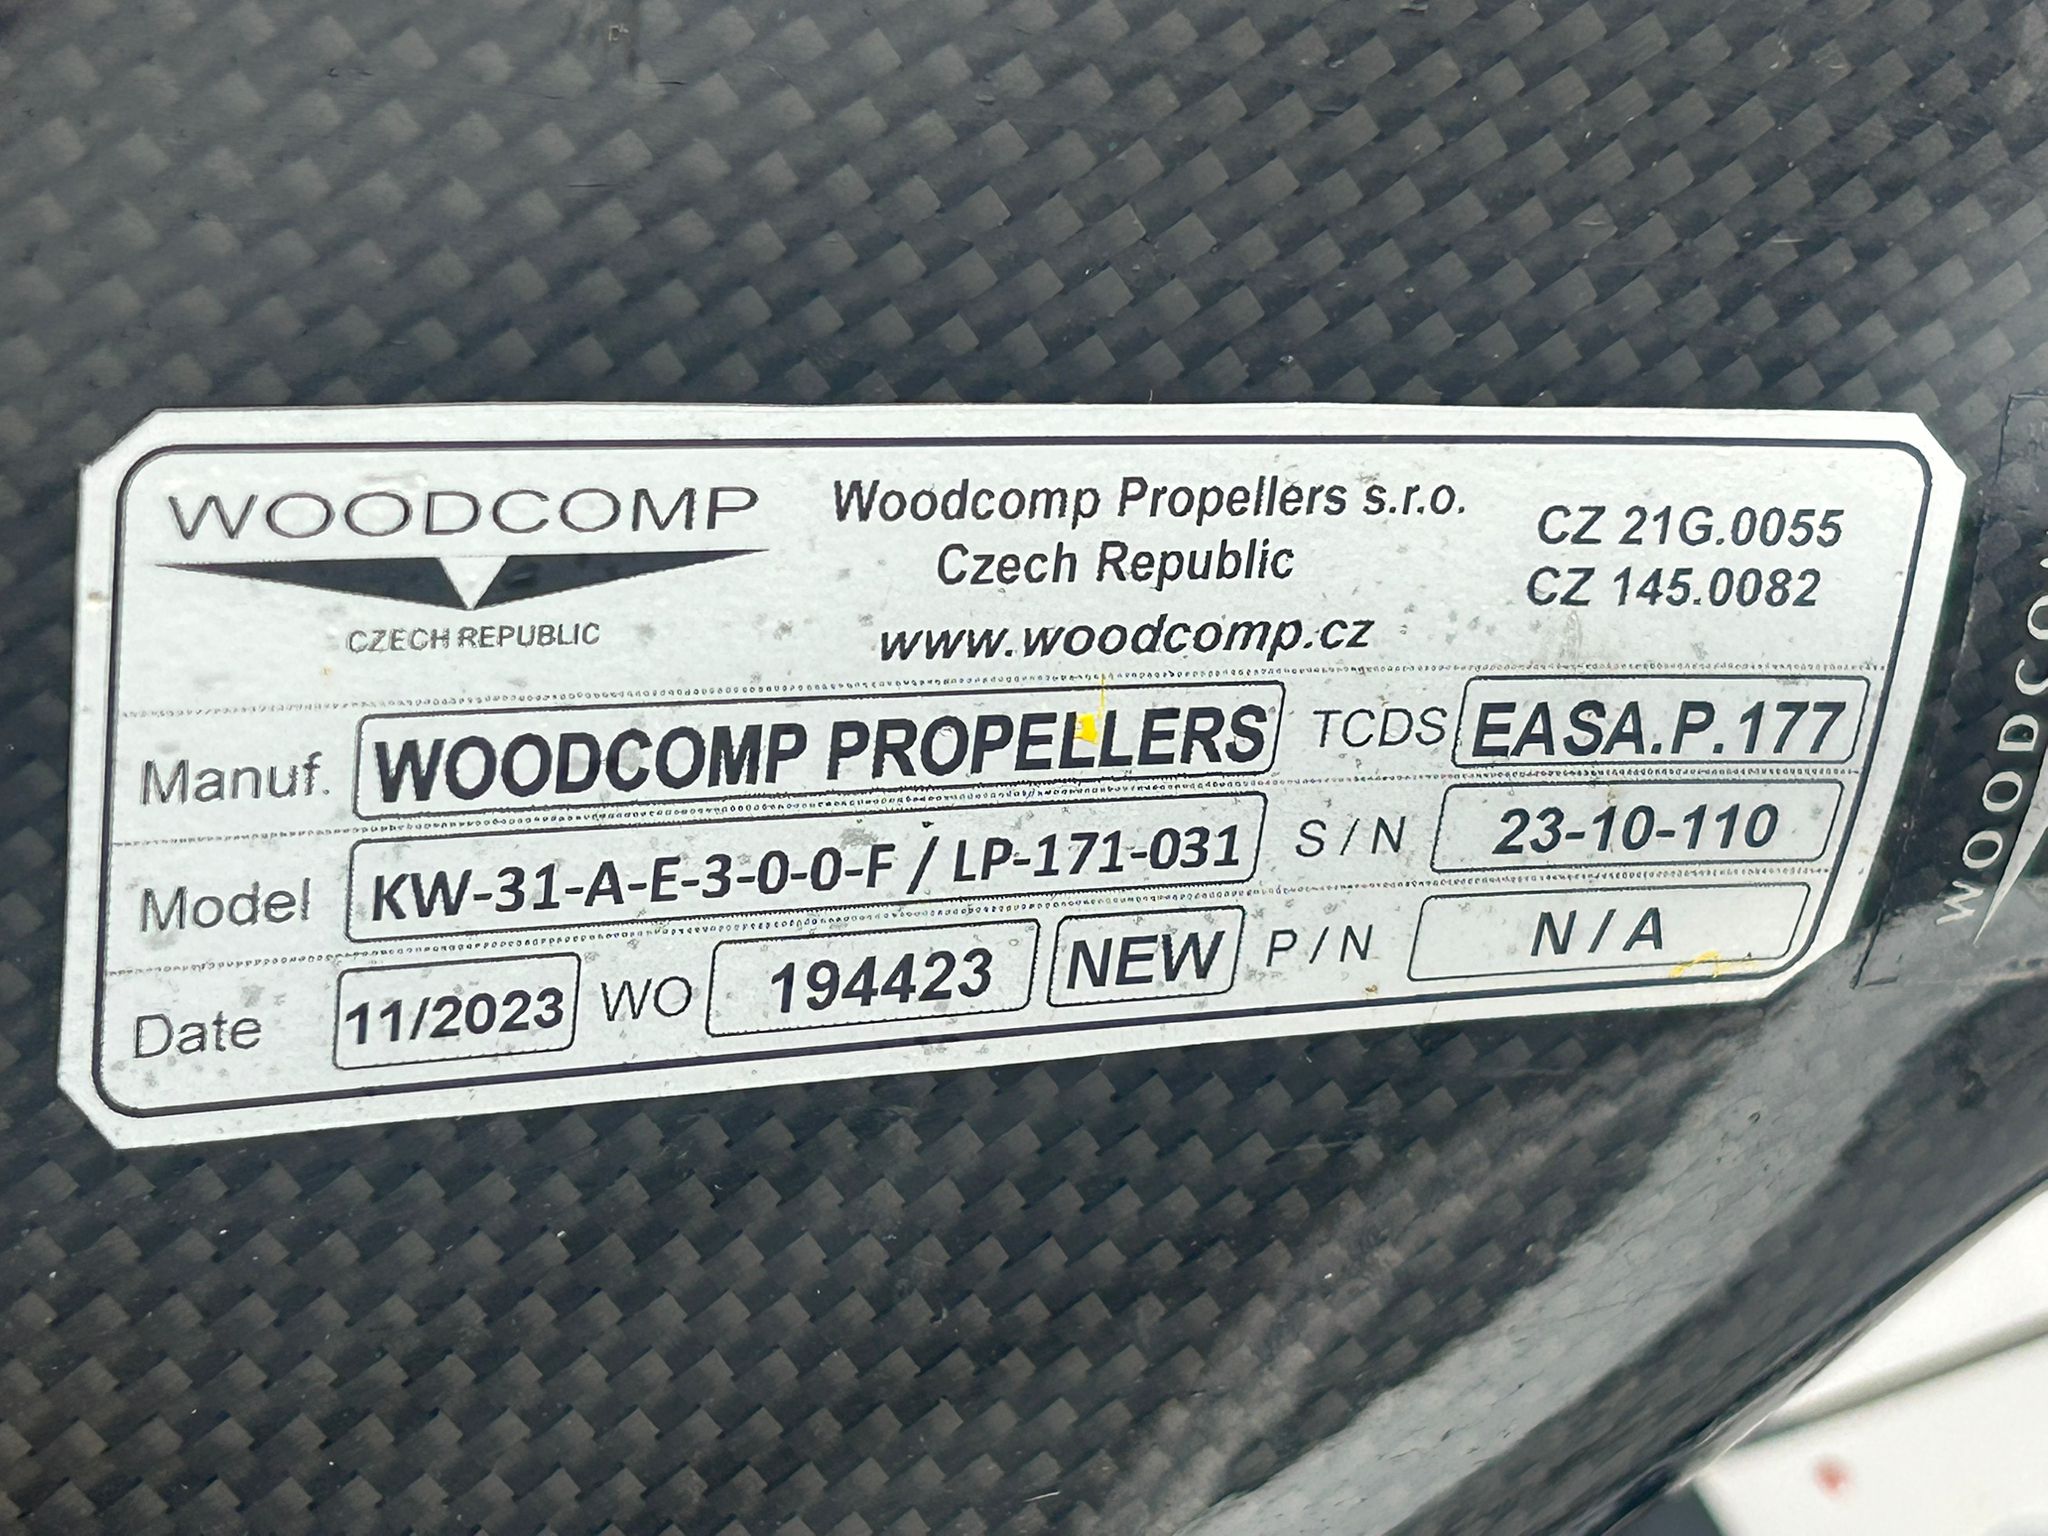 WOODCOMP
CZECH REPUBLIC
Woodcomp Propellers s.r.o.
Czech Republic
www.woodcomp.cz
CZ 21G.0055
CZ 145.0082
Manuf. WOODCOMP PROPELLERS TCDS EASA.P.177
Model KW-31-A-E-3-0-0-F / LP-171-031 S / N 23-10-110
Date 11/2023 WO 194423 NEW P / N N / A
WOODCO